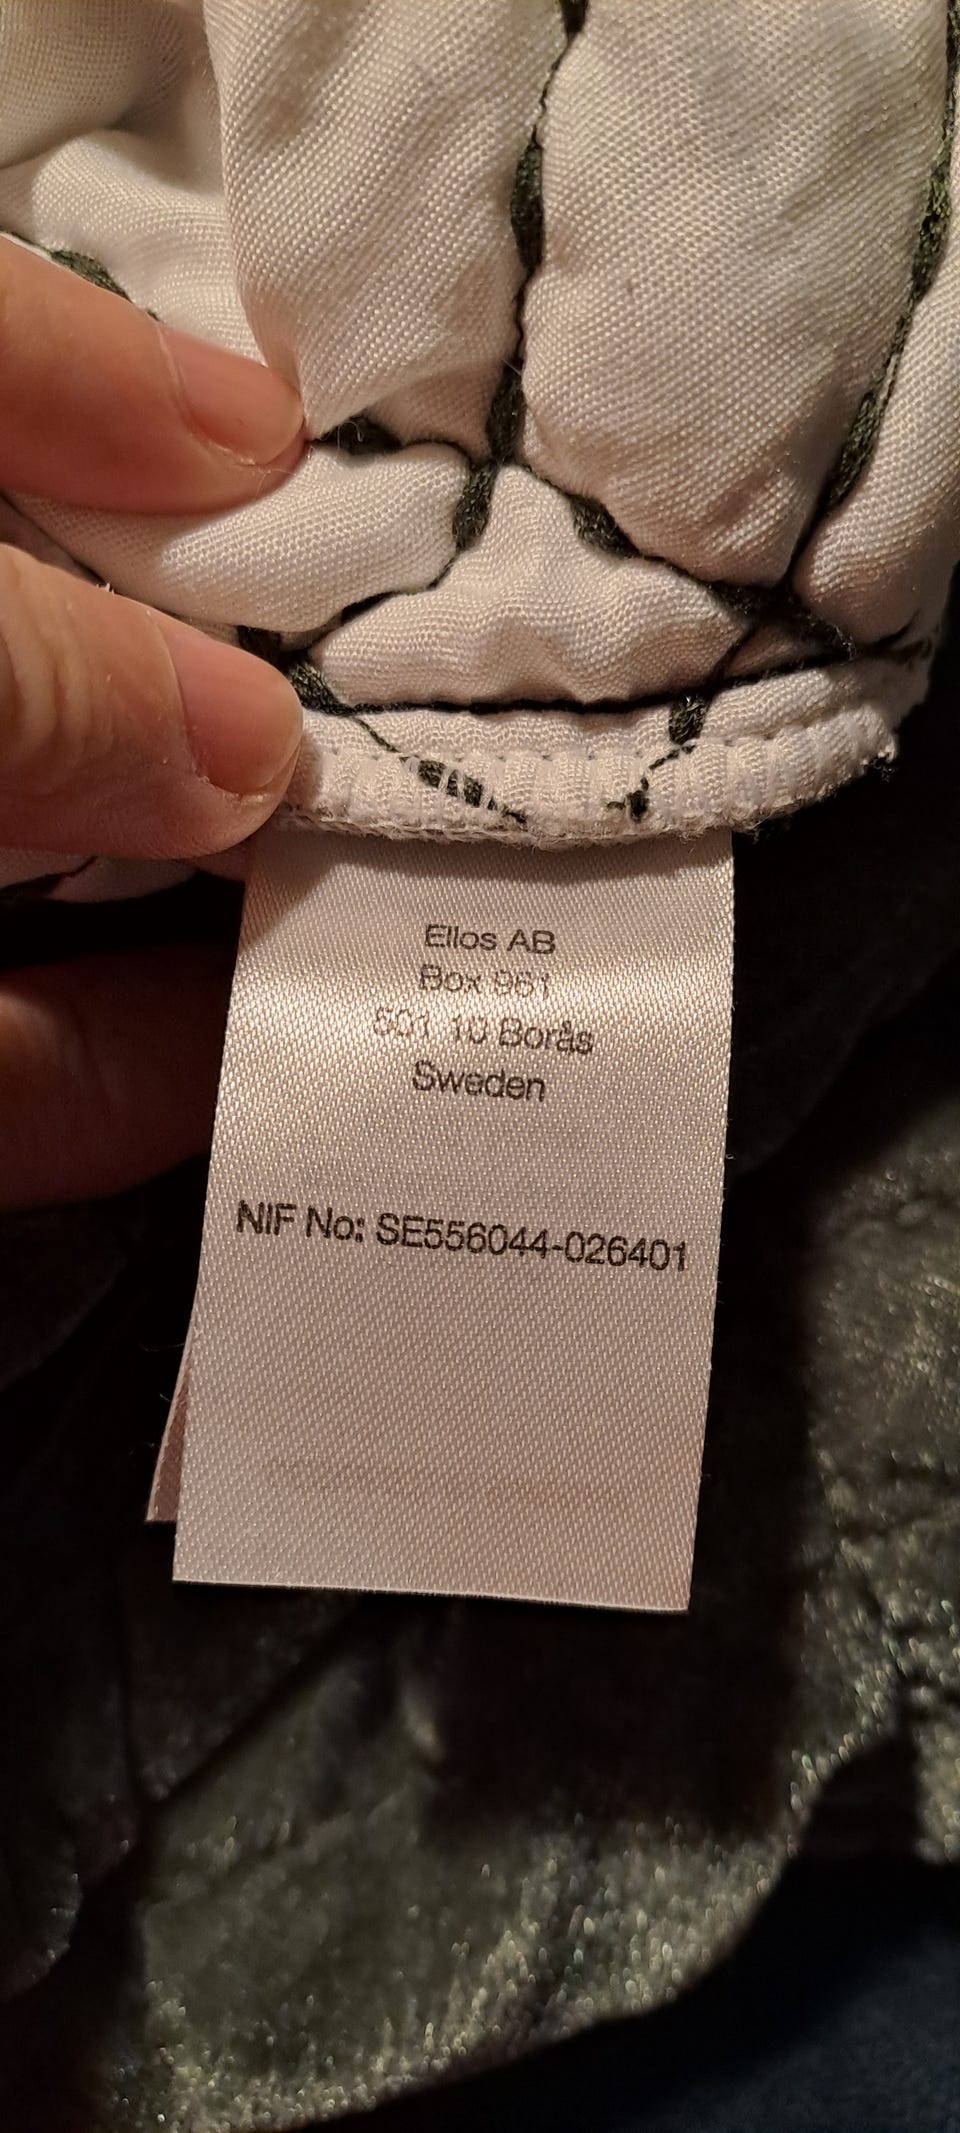 Ellos AB
Box 961
501 10 Borås
Sweden
NIF No: SE556044-026401